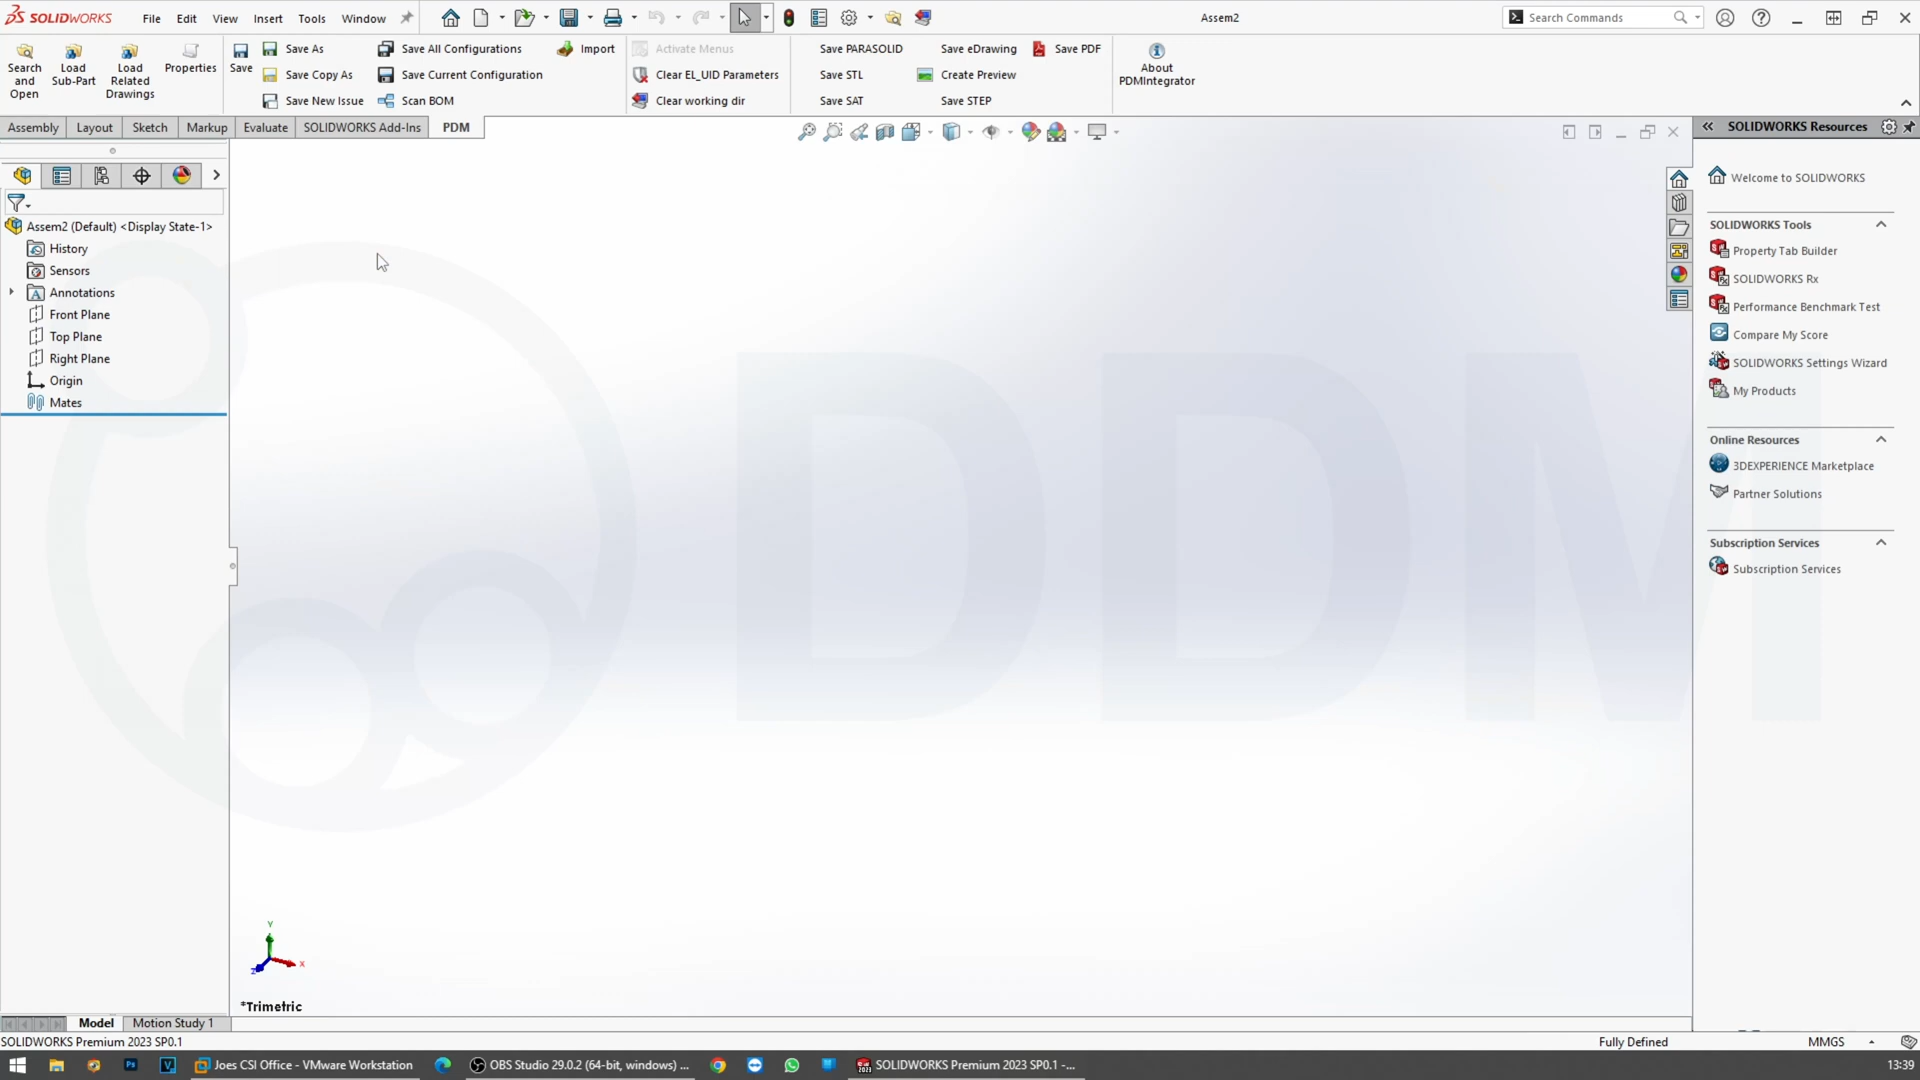 SOLIDWORKS File Edit View Insert Tools Window Assem2 Search Commands
Search and Open
Load Sub-Part
Load Related Drawings
Properties
Save
Save As
Save Copy As
Save New Issue
Save All Configurations
Save Current Configuration
Scan BOM
Import
Activate Menus
Clear EL_UID Parameters
Clear working dir
Save PARASOLID
Save STL
Save SAT
Save eDrawing
Create Preview
Save STEP
Save PDF
About PDMIntegrator
Assembly Layout Sketch Markup Evaluate SOLIDWORKS Add-Ins PDM
Assem2 (Default) <Display State-1>
History
Sensors
Annotations
Front Plane
Top Plane
Right Plane
Origin
Mates
DDM
Y
X
Z
*Trimetric
SOLIDWORKS Resources
Welcome to SOLIDWORKS
SOLIDWORKS Tools
Property Tab Builder
SOLIDWORKS Rx
Performance Benchmark Test
Compare My Score
SOLIDWORKS Settings Wizard
My Products
Online Resources
3DEXPERIENCE Marketplace
Partner Solutions
Subscription Services
Subscription Services
Model Motion Study 1
SOLIDWORKS Premium 2023 SP0.1 Fully Defined MMGS
Joes CSI Office - VMware Workstation OBS Studio 29.0.2 (64-bit, windows) ... SOLIDWORKS Premium 2023 SP0.1 -... 13:39